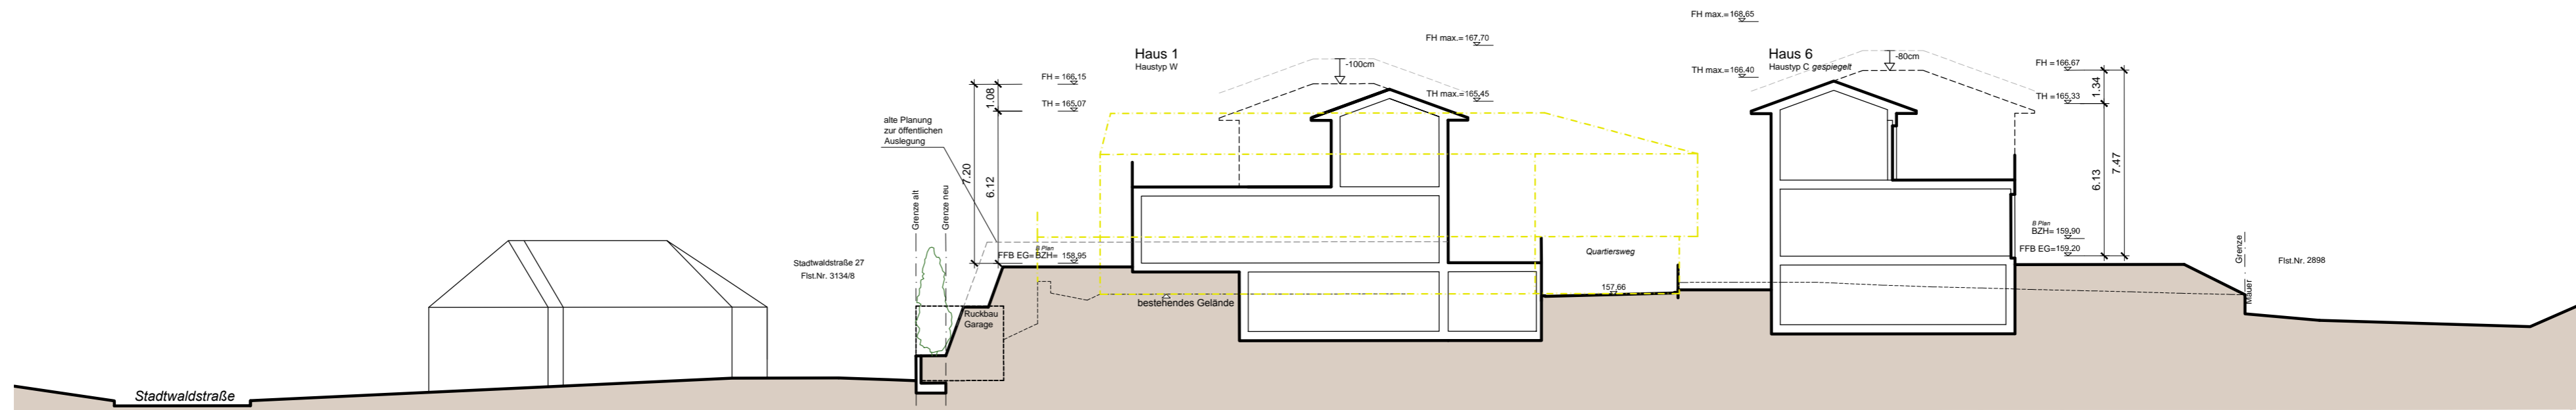 FH max.=168.65
FH max.=167.70
Haus 1
Haustyp W
Haus 6
Haustyp C gespiegelt
-100cm
-80cm
FH = 166.15
FH =166.67
TH max.=166.40
TH max.=165.45
TH = 165.07
TH =165.33
1.08
1.34
alte Planung
zur öffentlichen
Auslegung
7.20
6.12
7.47
6.13
Grenze alt
Grenze neu
B Plan
FFB EG=BZH= 158.95
B Plan
BZH= 159.90
FFB EG=159.20
Quartiersweg
Stadtwaldstraße 27
Flst.Nr. 3134/8
Grenze
Mauer
Flst.Nr. 2898
157.66
bestehendes Gelände
Ruckbau
Garage
Stadtwaldstraße